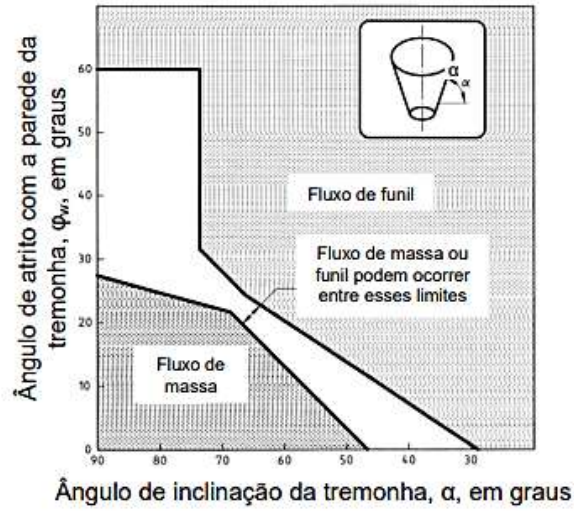 Ângulo de atrito com a parede da
tremonha, φw, em graus
60
50
40
30
20
10
0
90
80
70
60
50
40
30
α
α
Fluxo de funil
Fluxo de massa ou
funil podem ocorrer
entre esses limites
Fluxo de
massa
Ângulo de inclinação da tremonha, α, em graus